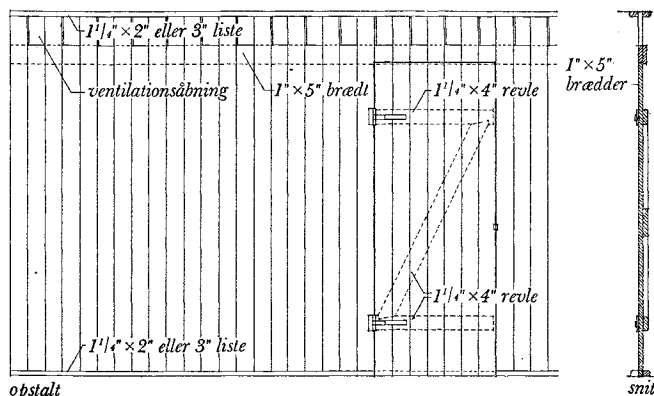 1¹/₄" × 2" eller 3" liste
ventilationsåbning
1" × 5" brædt
1¹/₄" × 4" revle
1" × 5"
brædder
1¹/₄" × 4" revle
1¹/₄" × 2" eller 3" liste
opstalt
snit